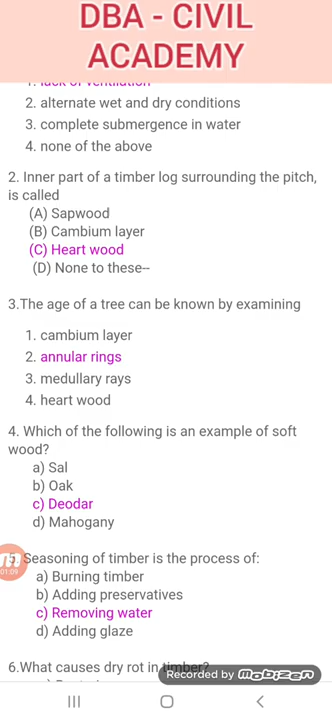 DBA - CIVIL
ACADEMY
1. lack of ventilation
2. alternate wet and dry conditions
3. complete submergence in water
4. none of the above
2. Inner part of a timber log surrounding the pitch,
is called
(A) Sapwood
(B) Cambium layer
(C) Heart wood
(D) None to these--
3.The age of a tree can be known by examining
1. cambium layer
2. annular rings
3. medullary rays
4. heart wood
4. Which of the following is an example of soft
wood?
a) Sal
b) Oak
c) Deodar
d) Mahogany
5. Seasoning of timber is the process of:
01:09
a) Burning timber
b) Adding preservatives
c) Removing water
d) Adding glaze
6.What causes dry rot in timber?
Recorded by mobizen